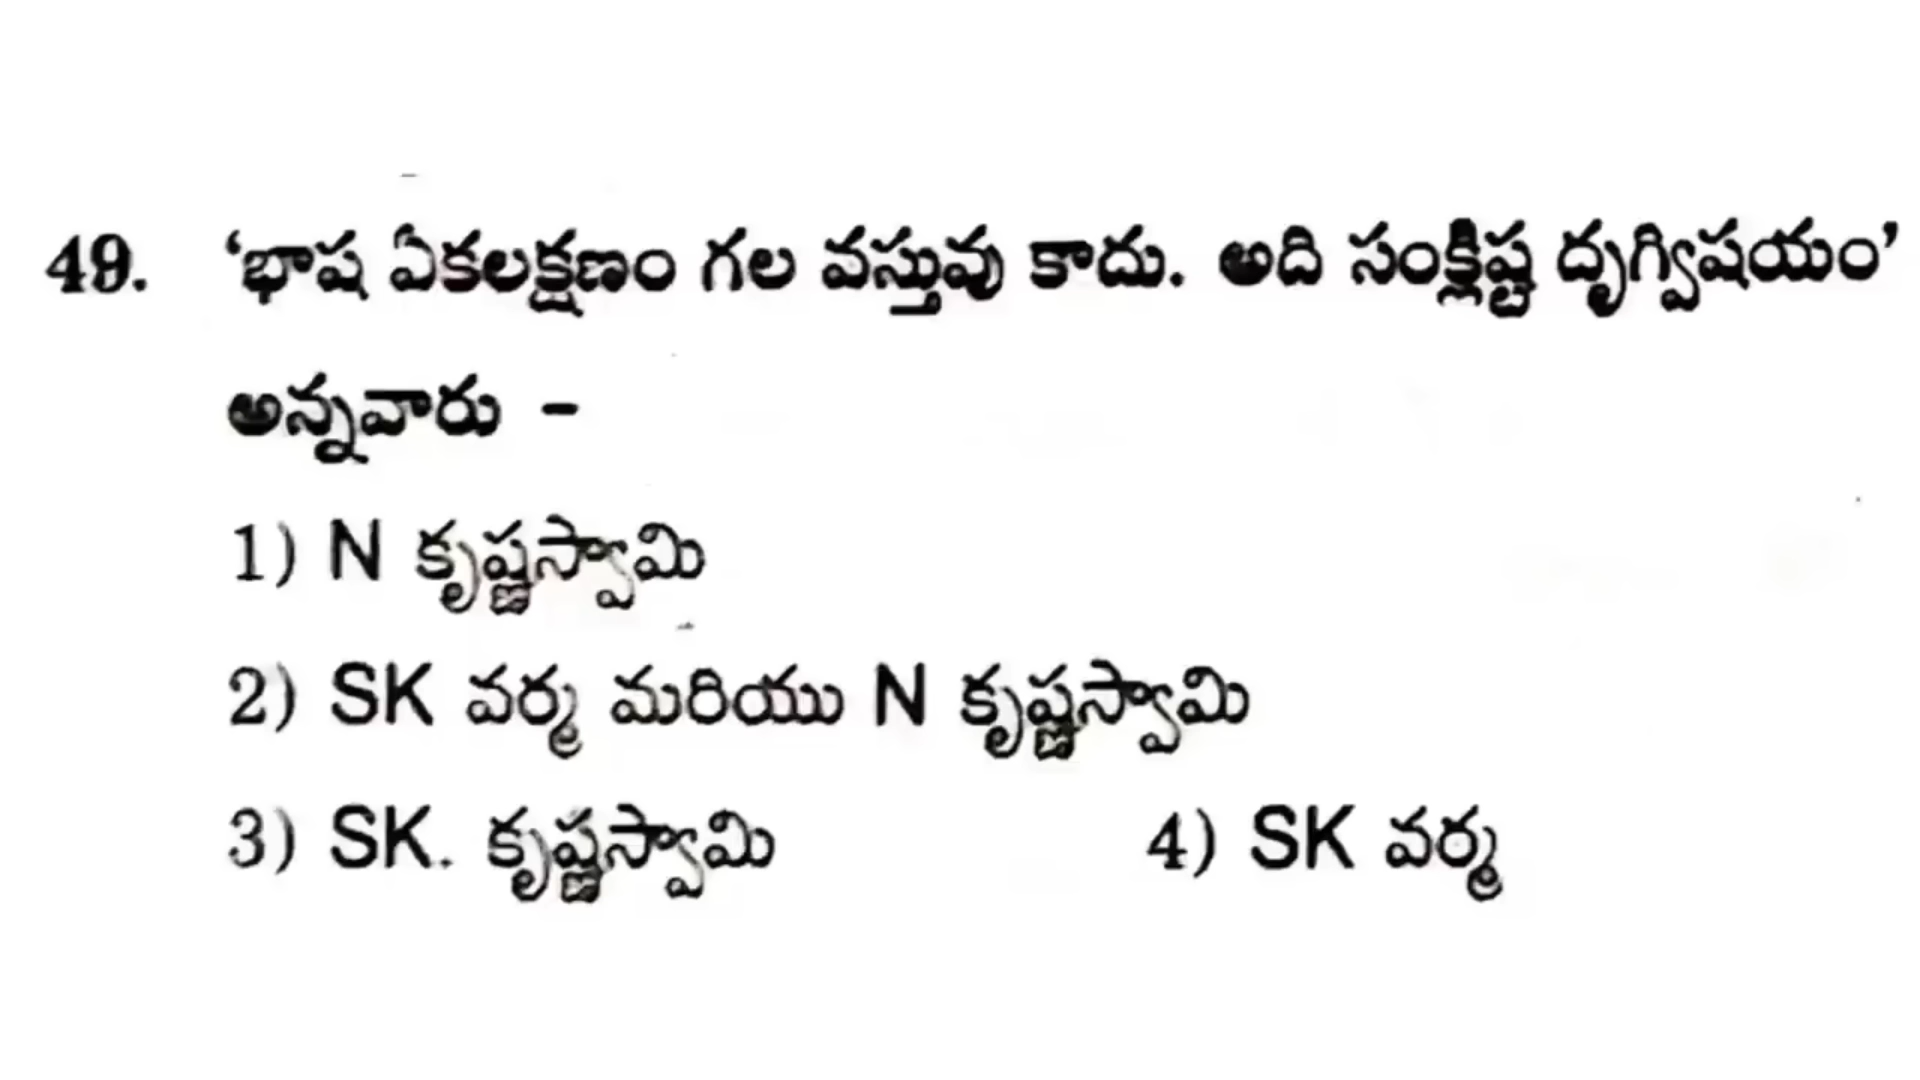 49. ‘భాష ఏకలక్షణం గల వస్తువు కాదు. అది సంక్లిష్ట దృగ్విషయం’
అన్నవారు –
1) N కృష్ణస్వామి
2) SK వర్మ మరియు N కృష్ణస్వామి
3) SK. కృష్ణస్వామి 4) SK వర్మ